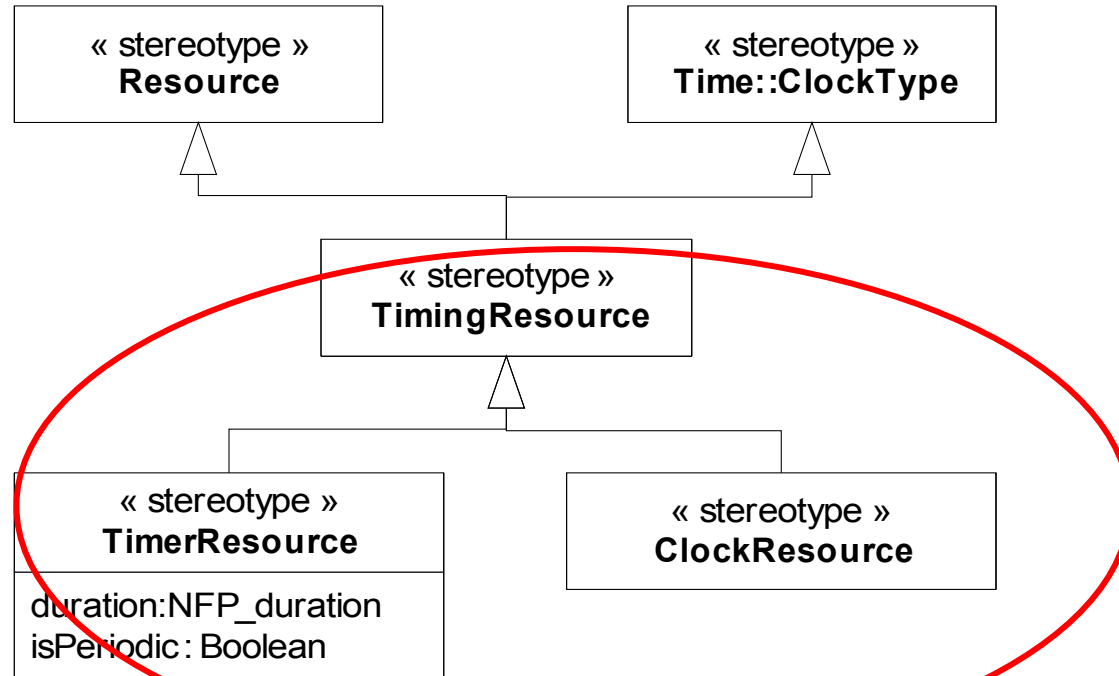 « stereotype »
Resource
« stereotype »
Time::ClockType
« stereotype »
TimingResource
« stereotype »
TimerResource
duration:NFP_duration
isPeriodic: Boolean
« stereotype »
ClockResource